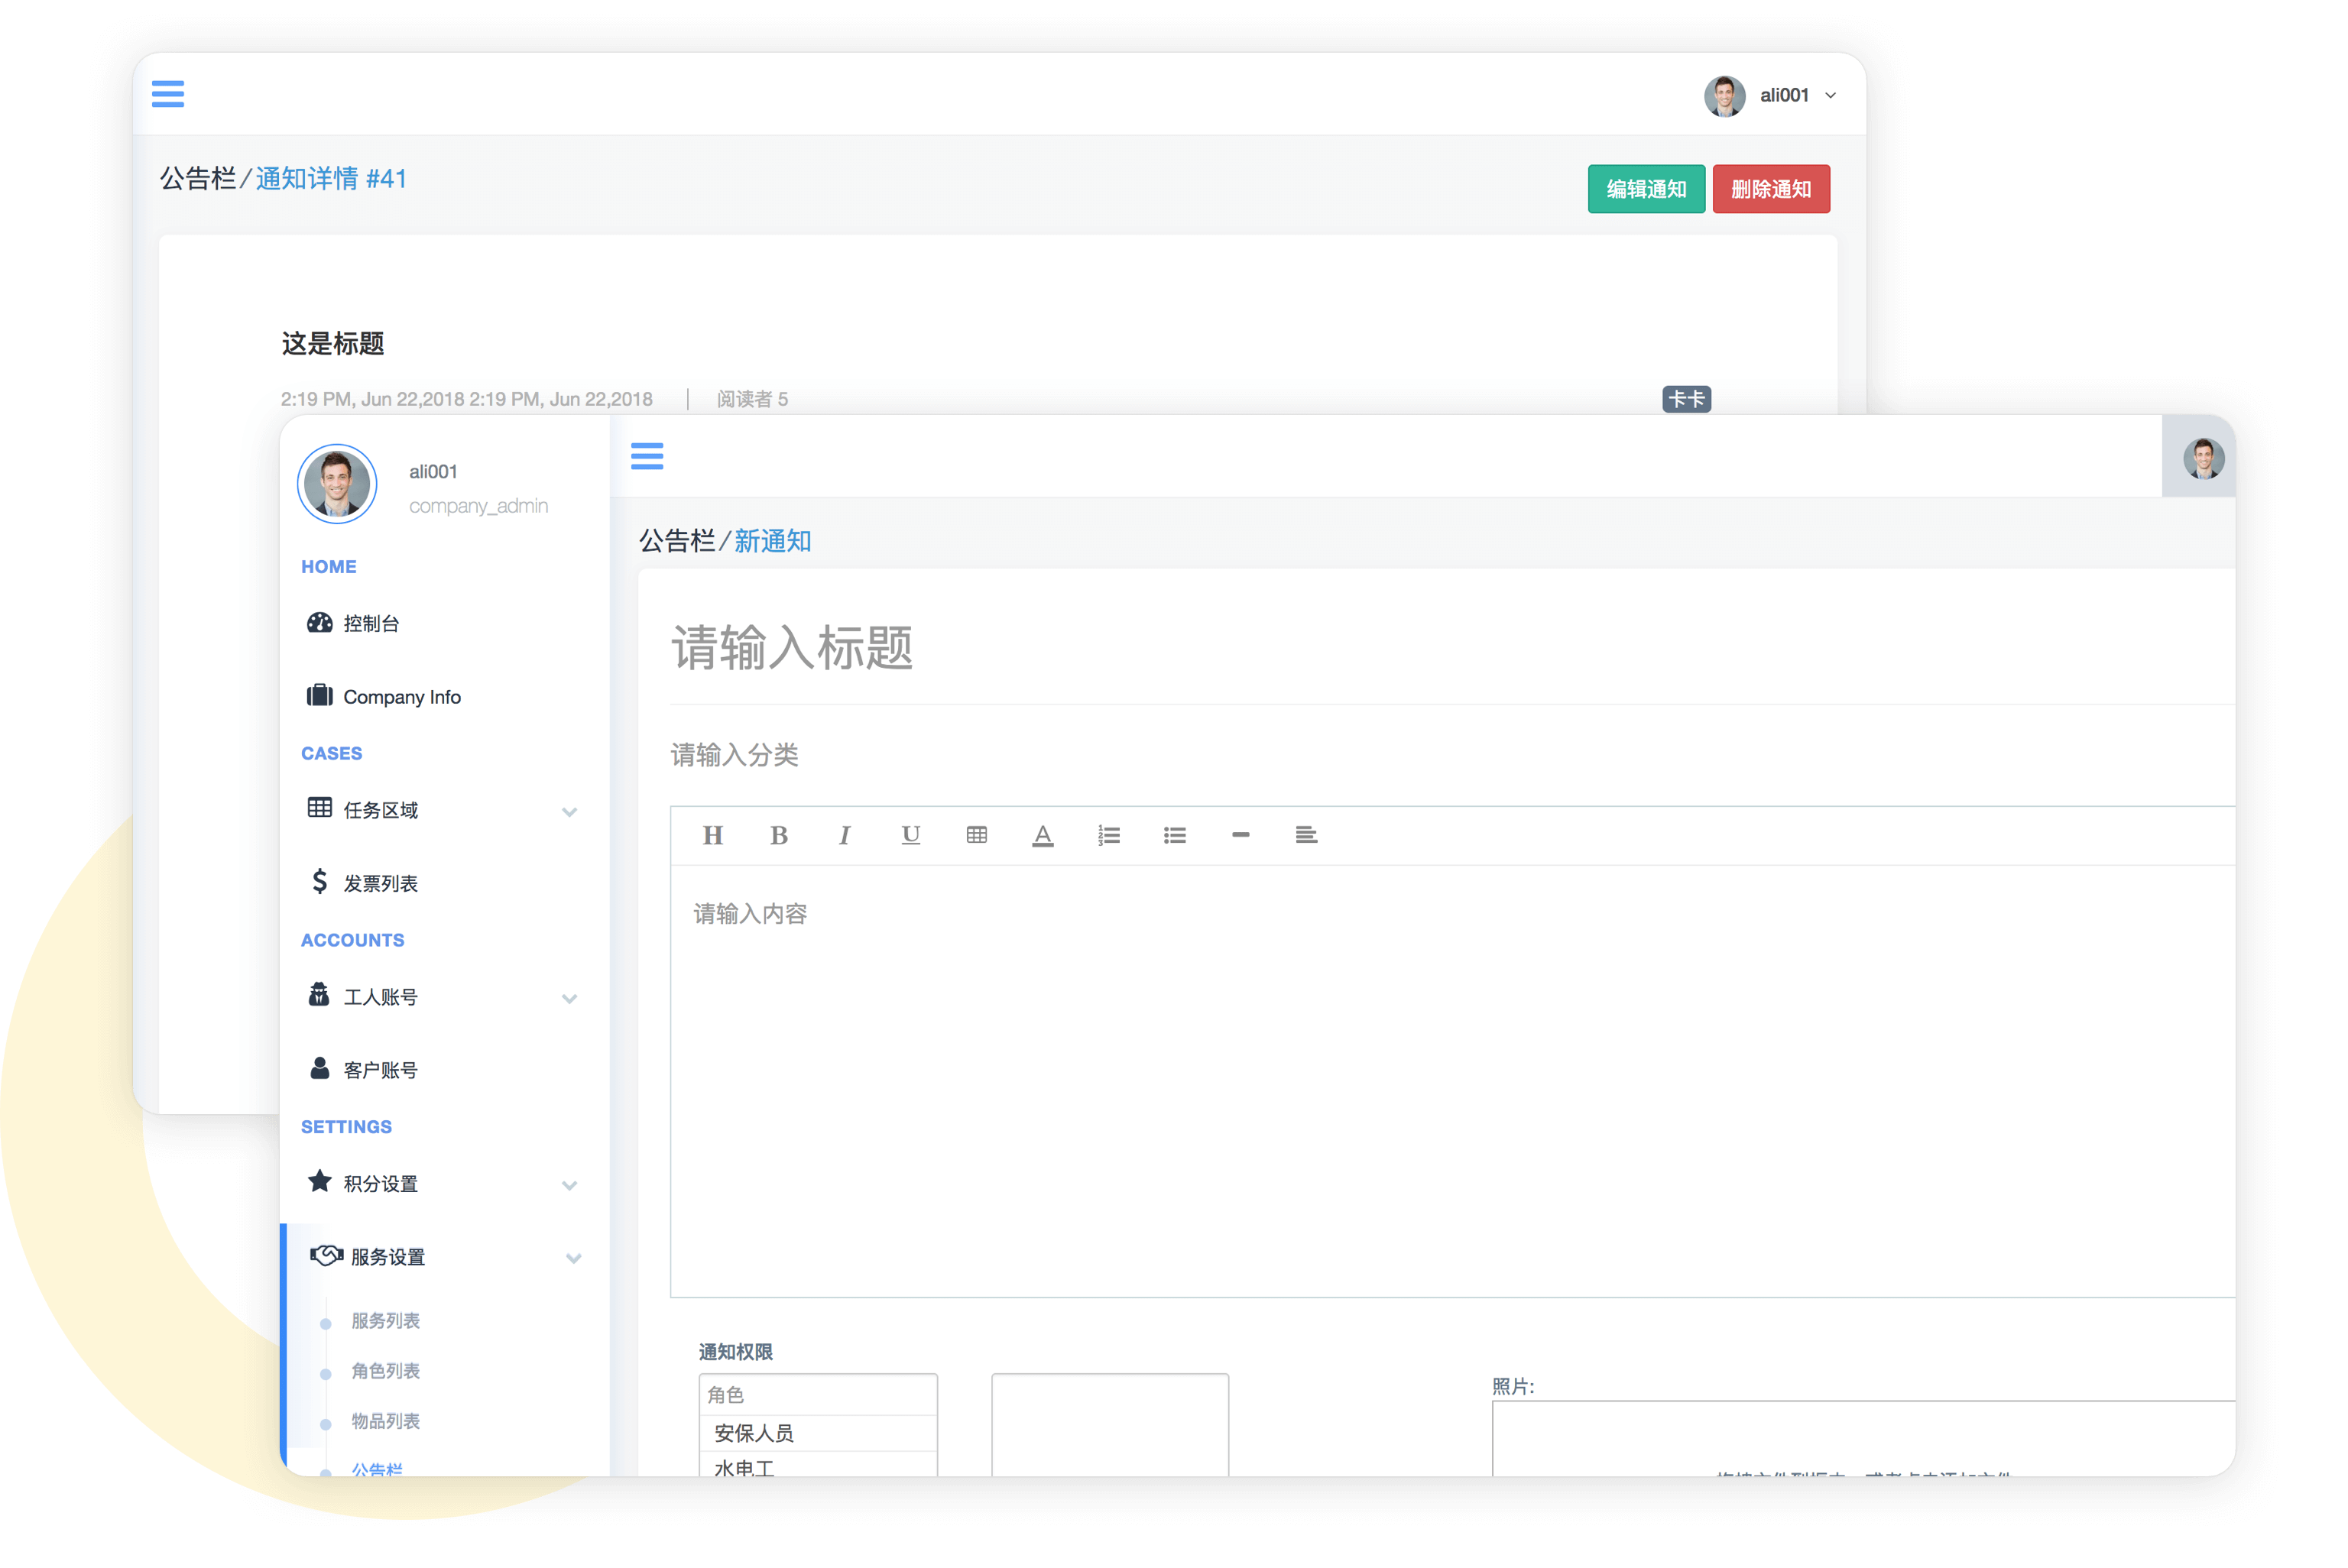 ali001
公告栏/通知详情 #41
编辑通知 删除通知
这是标题
2:19 PM, Jun 22,2018 2:19 PM, Jun 22,2018 | 阅读者 5
卡卡
ali001
company_admin
HOME
控制台
Company Info
CASES
任务区域
发票列表
ACCOUNTS
工人账号
客户账号
SETTINGS
积分设置
服务设置
服务列表
角色列表
物品列表
公告栏
公告栏/新通知
请输入标题
请输入分类
H B I U A
请输入内容
通知权限
角色
安保人员
水电工
照片: